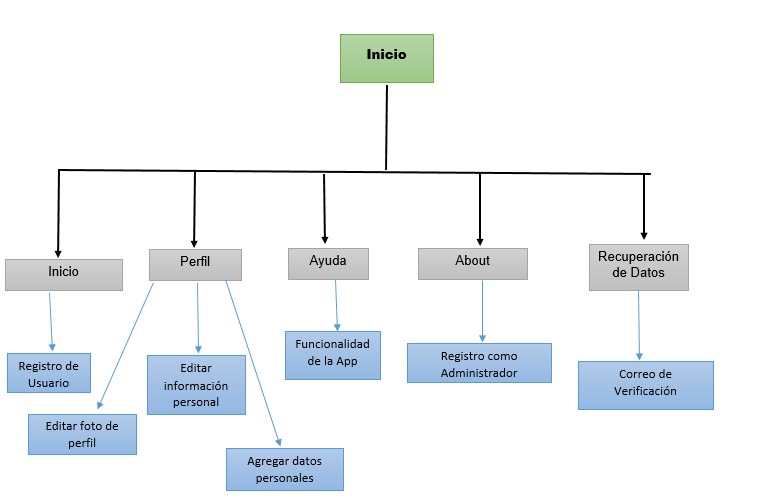 Inicio
Inicio
Perfil
Ayuda
About
Recuperación
de Datos
Registro de
Usuario
Editar foto de
perfil
Editar
información
personal
Agregar datos
personales
Funcionalidad
de la App
Registro como
Administrador
Correo de
Verificación